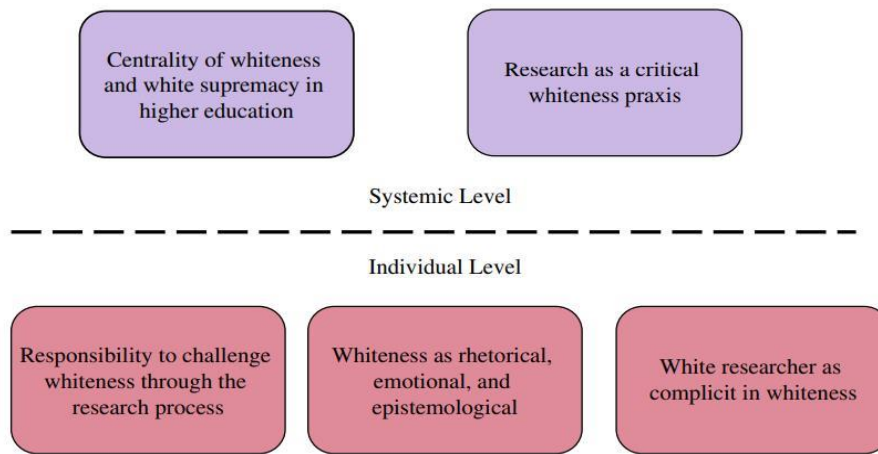 Centrality of whiteness
and white supremacy in
higher education
Research as a critical
whiteness praxis
Systemic Level
Individual Level
Responsibility to challenge
whiteness through the
research process
Whiteness as rhetorical,
emotional, and
epistemological
White researcher as
complicit in whiteness